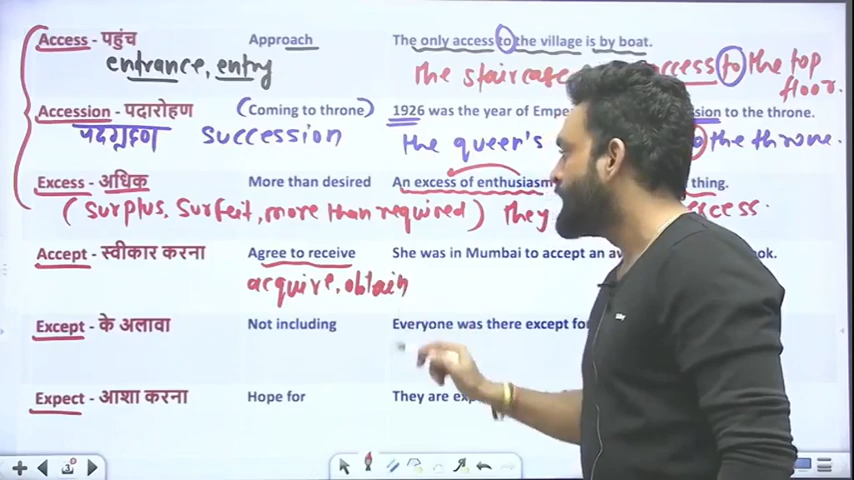 Access - पहुंच Approach The only access to the village is by boat.
entrance, entry The staircase access to the top floor.
Accession - पदारोहण (Coming to throne) 1926 was the year of sion to the throne.
पदग्रहण Succession The queen's the throne.
Excess - अधिक More than desired An excess of enthusiasm thing.
(Surplus, Surfeit, more than required) They excess.
Accept - स्वीकार करना Agree to receive She was in Mumbai to accept an ook.
acquire, obtain
Except - के अलावा Not including Everyone was there except
Expect - आशा करना Hope for They are
3